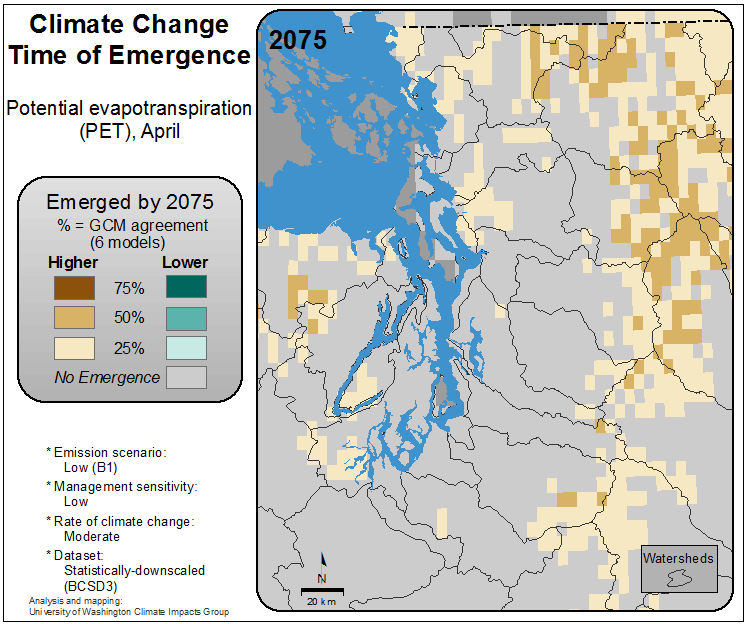 Climate Change
Time of Emergence
Potential evapotranspiration
(PET), April
Emerged by 2075
% = GCM agreement
(6 models)
Higher Lower
75%
50%
25%
No Emergence
* Emission scenario:
Low (B1)
* Management sensitivity:
Low
* Rate of climate change:
Moderate
* Dataset:
Statistically-downscaled
(BCSD3)
Analysis and mapping:
University of Washington Climate Impacts Group
2075
N
20 km
Watersheds